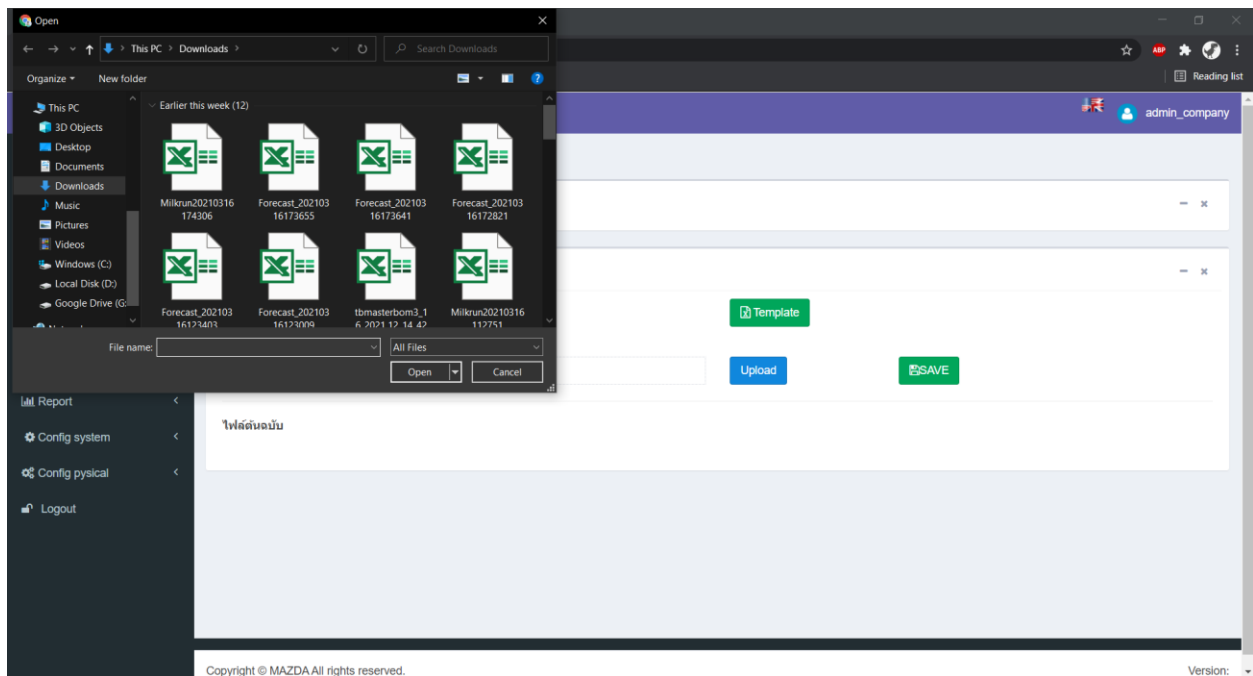 Open
This PC > Downloads >
Search Downloads
Organize
New folder
Reading list
This PC
3D Objects
Desktop
Documents
Downloads
Music
Pictures
Videos
Windows (C:)
Local Disk (D:)
Google Drive (G:
Earlier this week (12)
Milkrun20210316
174306
Forecast_202103
16173655
Forecast_202103
16173641
Forecast_202103
16172821
Forecast_202103
16123403
Forecast_202103
16123009
tbmasterbom3_1
6_2021_12_14_42
Milkrun20210316
112751
File name:
All Files
Open
Cancel
ABP
admin_company
Template
Upload
SAVE
ไฟล์ต้นฉบับ
Report
Config system
Config pysical
Logout
Copyright © MAZDA All rights reserved.
Version: